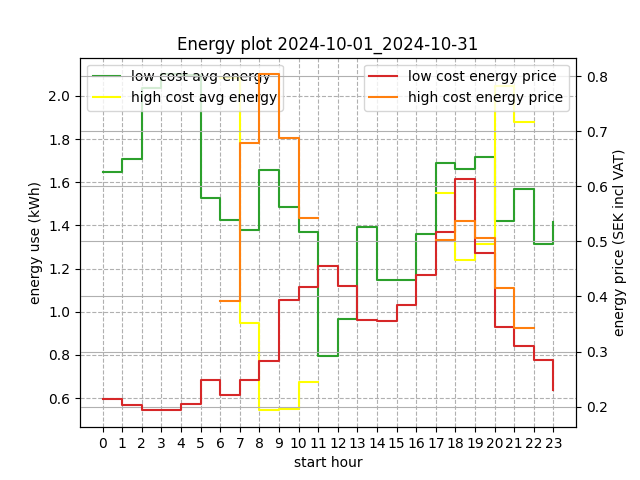 Energy plot 2024-10-01_2024-10-31
low cost avg energy
high cost avg energy
low cost energy price
high cost energy price
energy use (kWh)
2.0
1.8
1.6
1.4
1.2
1.0
0.8
0.6
0.8
0.7
0.6
0.5
0.4
0.3
0.2
energy price (SEK incl VAT)
0 1 2 3 4 5 6 7 8 9 10 11 12 13 14 15 16 17 18 19 20 21 22 23
start hour